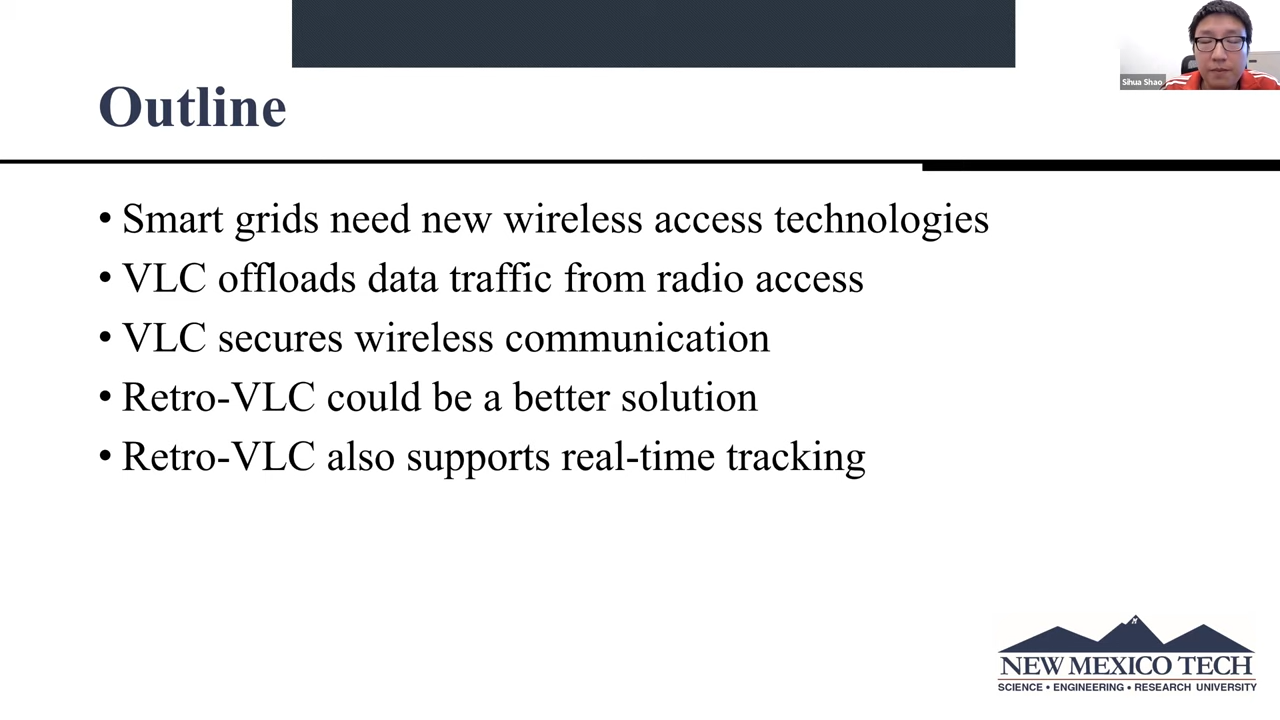 Sihua Shao
Outline
• Smart grids need new wireless access technologies
• VLC offloads data traffic from radio access
• VLC secures wireless communication
• Retro-VLC could be a better solution
• Retro-VLC also supports real-time tracking
NEW MEXICO TECH
SCIENCE • ENGINEERING • RESEARCH UNIVERSITY